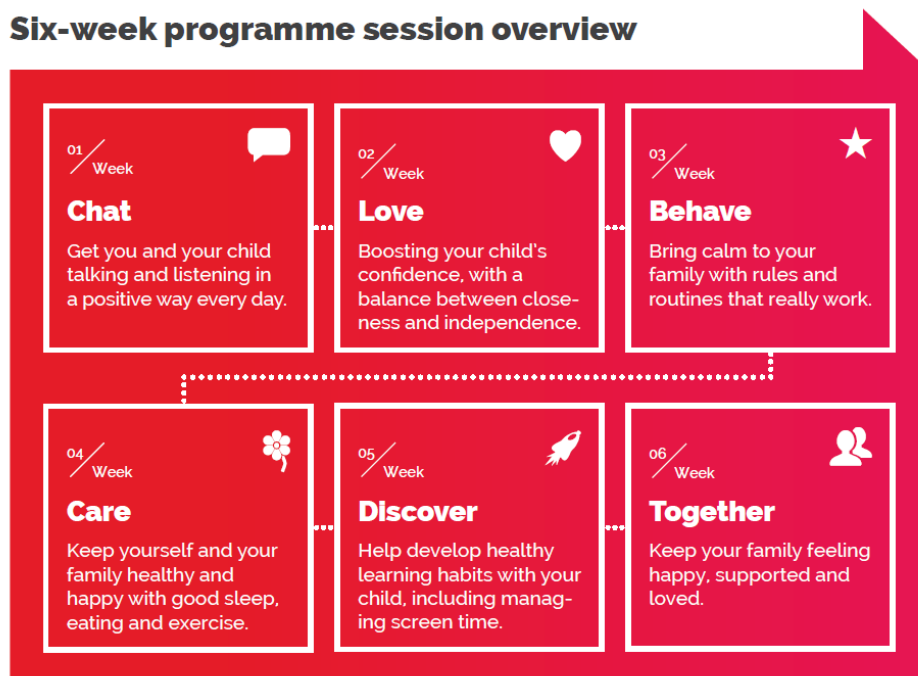 Six-week programme session overview
01
Week
Chat
Get you and your child
talking and listening in
a positive way every day.
02
Week
Love
Boosting your child's
confidence, with a
balance between close-
ness and independence.
03
Week
Behave
Bring calm to your
family with rules and
routines that really work.
04
Week
Care
Keep yourself and your
family healthy and
happy with good sleep,
eating and exercise.
05
Week
Discover
Help develop healthy
learning habits with your
child, including manag-
ing screen time.
06
Week
Together
Keep your family feeling
happy, supported and
loved.